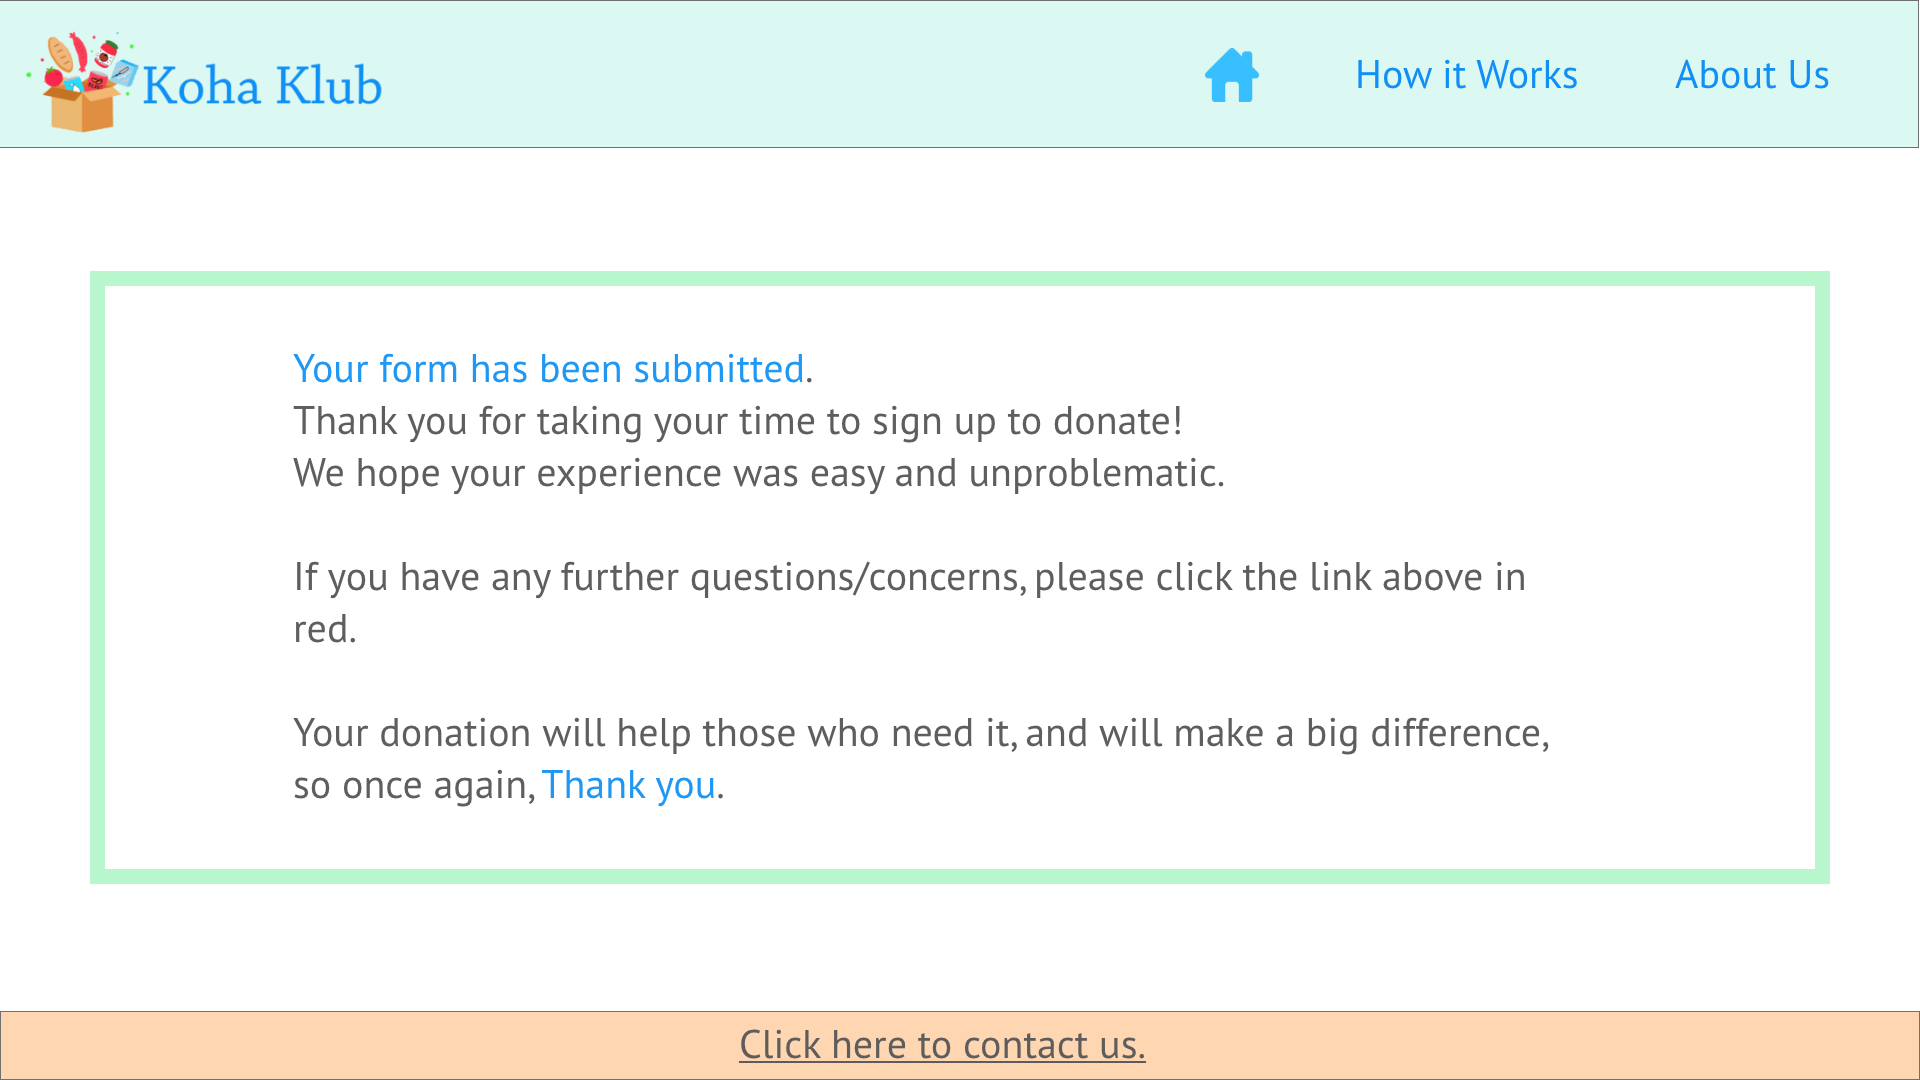 Koha Klub
How it Works
About Us
Your form has been submitted.
Thank you for taking your time to sign up to donate!
We hope your experience was easy and unproblematic.
If you have any further questions/concerns, please click the link above in
red.
Your donation will help those who need it, and will make a big difference,
so once again, Thank you.
Click here to contact us.